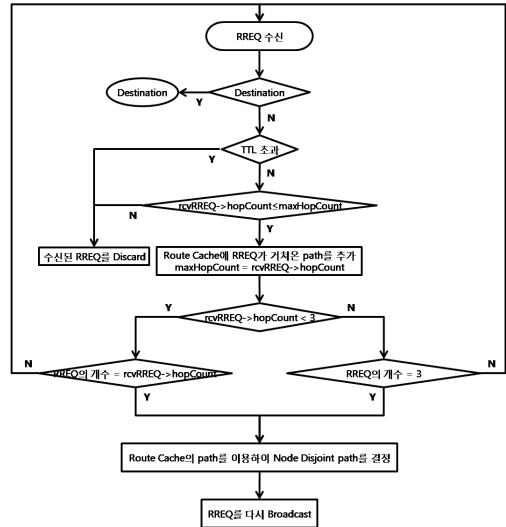 RREQ 수신
Destination
Y
Destination
N
TTL 초과
Y
N
rcvRREQ->hopCount≤maxHopCount
N
Y
수신된 RREQ를 Discard
Route Cache에 RREQ가 거쳐온 path를 추가
maxHopCount = rcvRREQ->hopCount
Y
rcvRREQ->hopCount < 3
N
N
RREQ의 개수 = rcvRREQ->hopCount
Y
RREQ의 개수 = 3
N
Y
Route Cache의 path를 이용하여 Node Disjoint path를 결정
RREQ를 다시 Broadcast